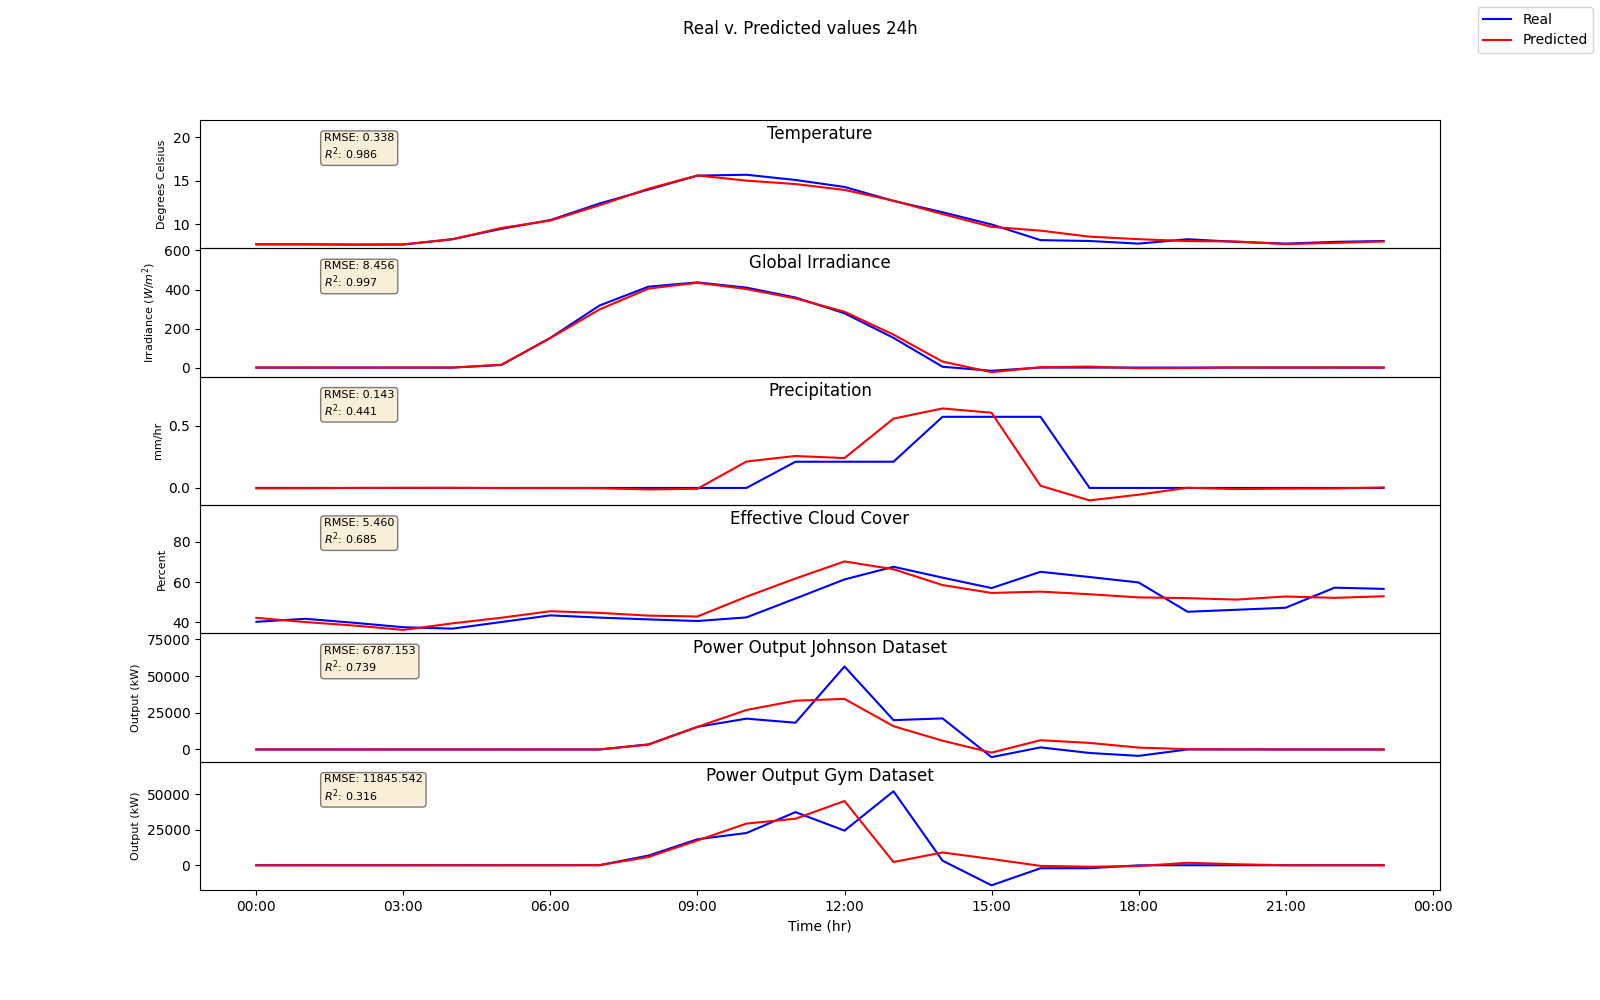 Real v. Predicted values 24h
Real
Predicted
Temperature
RMSE: 0.338
R²: 0.986
Degrees Celsius
20
15
10
Global Irradiance
RMSE: 8.456
R²: 0.997
Irradiance (W/m²)
600
400
200
0
Precipitation
RMSE: 0.143
R²: 0.441
mm/hr
0.5
0.0
Effective Cloud Cover
RMSE: 5.460
R²: 0.685
Percent
80
60
40
Power Output Johnson Dataset
RMSE: 6787.153
R²: 0.739
Output (kW)
75000
50000
25000
0
Power Output Gym Dataset
RMSE: 11845.542
R²: 0.316
Output (kW)
50000
25000
0
00:00 03:00 06:00 09:00 12:00 15:00 18:00 21:00 00:00
Time (hr)